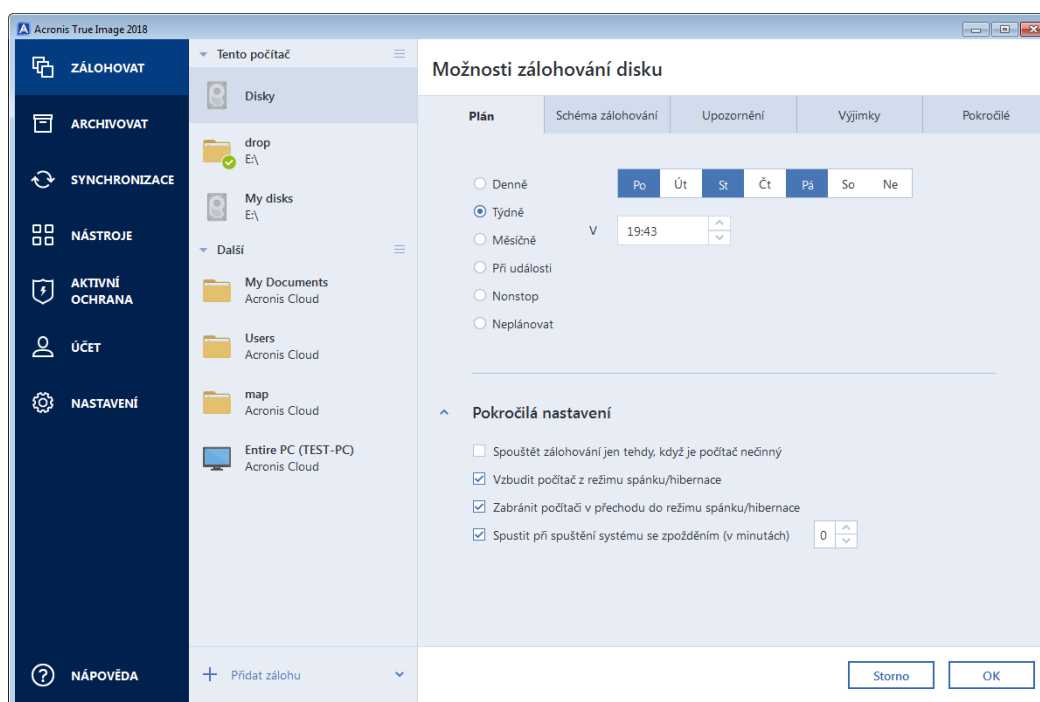 Acronis True Image 2018
ZÁLOHOVAT
ARCHIVOVAT
SYNCHRONIZACE
NÁSTROJE
AKTIVNÍ
OCHRANA
ÚČET
NASTAVENÍ
NÁPOVĚDA
Tento počítač
Disky
drop
E:\
My disks
E:\
Další
My Documents
Acronis Cloud
Users
Acronis Cloud
map
Acronis Cloud
Entire PC (TEST-PC)
Acronis Cloud
Přidat zálohu
Možnosti zálohování disku
Plán Schéma zálohování Upozornění Výjimky Pokročilé
Denně
Týdně
Měsíčně
Při události
Nonstop
Neplánovat
Po Út St Čt Pá So Ne
V 19:43
Pokročilá nastavení
Spouštět zálohování jen tehdy, když je počítač nečinný
Vzbudit počítač z režimu spánku/hibernace
Zabránit počítači v přechodu do režimu spánku/hibernace
Spustit při spuštění systému se zpožděním (v minutách) 0
Storno OK